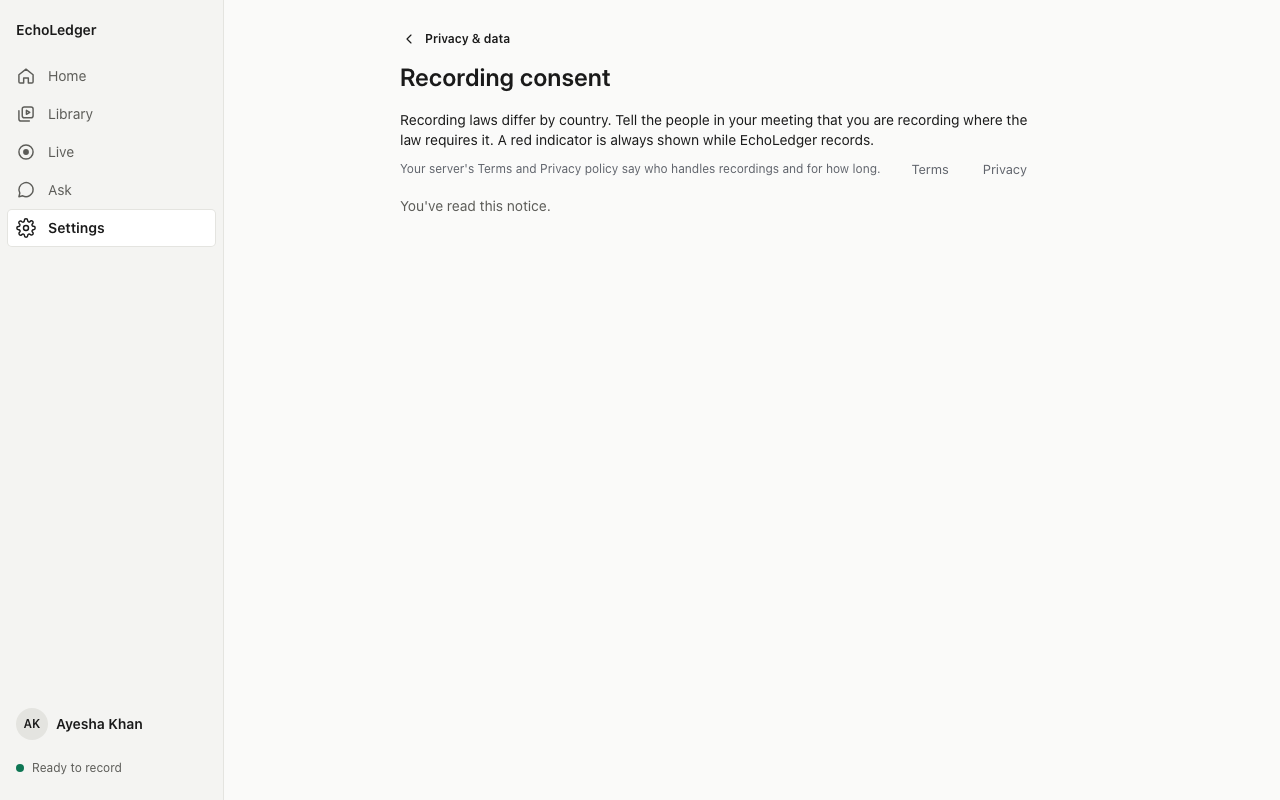 EchoLedger
Home
Library
Live
Ask
Settings
Ayesha Khan
AK
Ready to record
Privacy & data
Recording consent
Recording laws differ by country. Tell the people in your meeting that you are recording where the
law requires it. A red indicator is always shown while EchoLedger records.
Your server's Terms and Privacy policy say who handles recordings and for how long.
Terms
Privacy
You've read this notice.